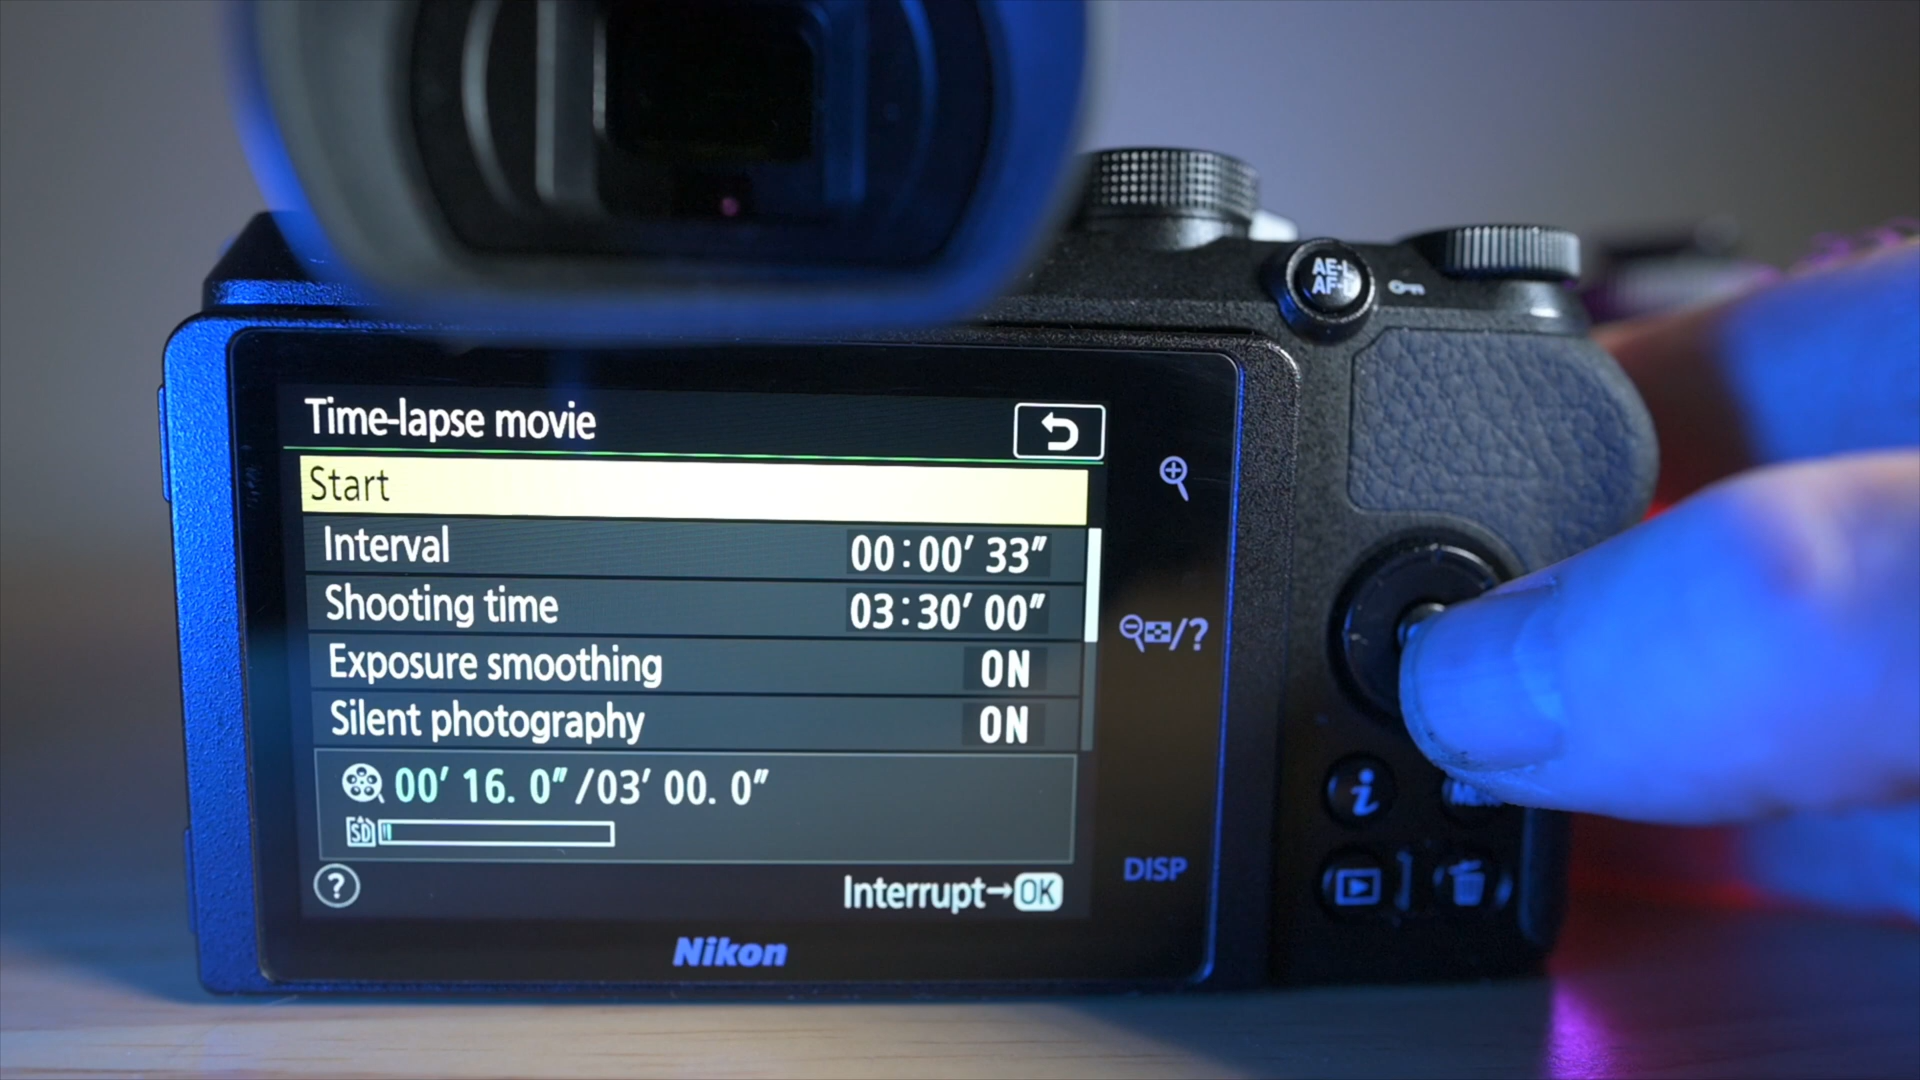 AE-L
AF-L
Time-lapse movie
Start
Interval 00:00' 33"
Shooting time 03:30' 00"
Exposure smoothing ON
Silent photography ON
00' 16. 0" /03' 00. 0"
SD
?
Interrupt→OK
/?
DISP
Nikon
i